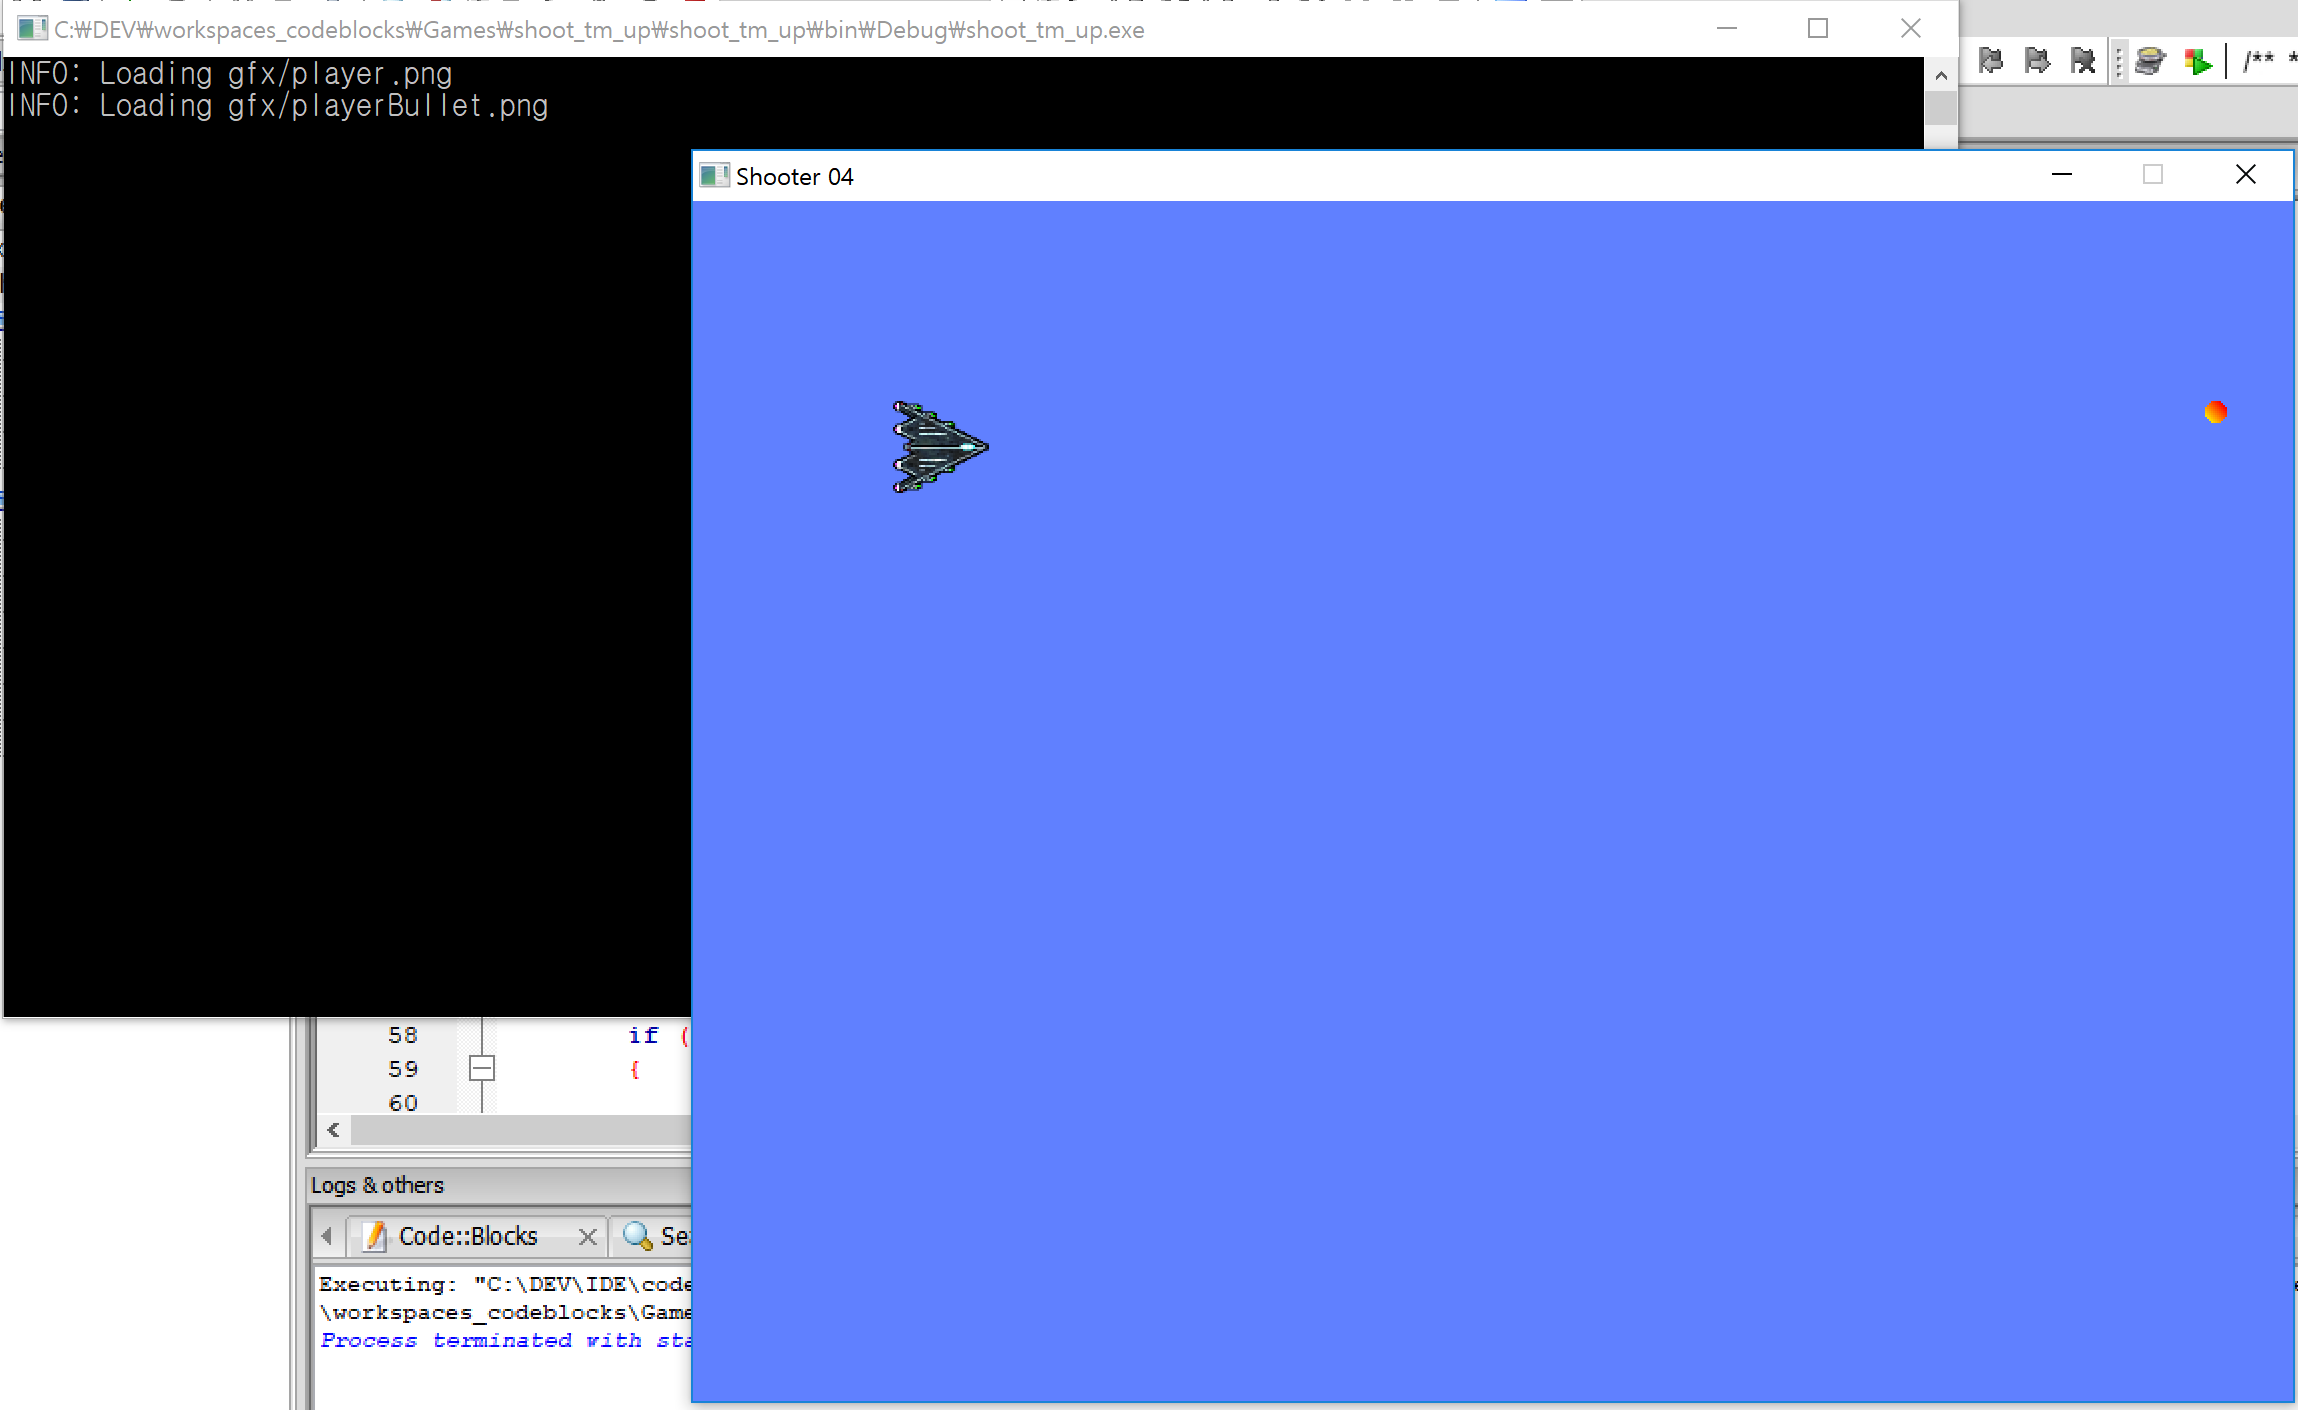 C:₩DEV₩workspaces_codeblocks₩Games₩shoot_tm_up₩shoot_tm_up₩bin₩Debug₩shoot_tm_up.exe
INFO: Loading gfx/player.png
INFO: Loading gfx/playerBullet.png
/** *
Shooter 04
58 if (
59 {
60
Logs & others
Code::Blocks
Se
Executing: "C:\DEV\IDE\code
\workspaces_codeblocks\Game
Process terminated with sta